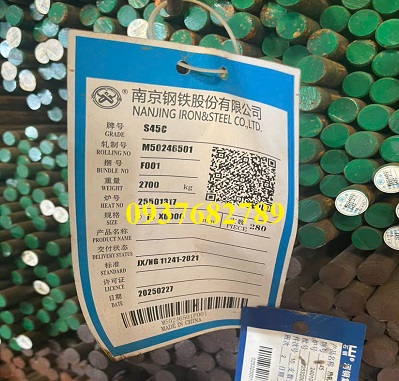 南京钢铁股份有限公司
NANJING IRON&STEEL CO.,LTD.
牌号 GRADE S45C
轧制号 ROLLING NO M50246501
捆号 BUNDLE NO F001
重量 WEIGHT 2700 kg
炉号 HEAT NO 25501317
规格 SIZE
0937682789
PIECE 280
产品名称 PRODUCT NAME
交付状态 DELIVERY STATUS
标准 STANDARD JX/NG 11241-2021
许可证 LICENCE
日期 DATE 20250227
MADE IN CHINA